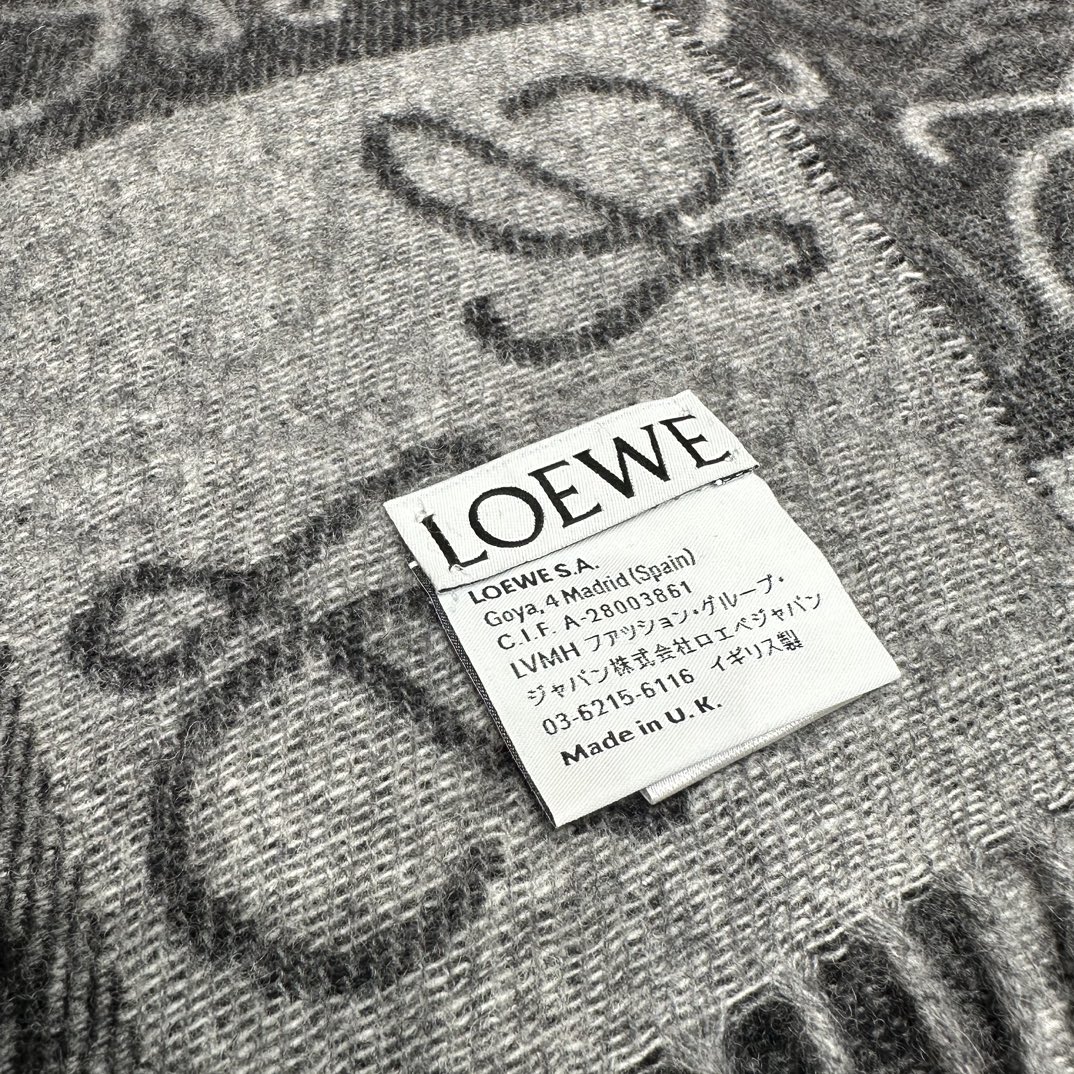 LOEWE
LOEWE S.A.
Goya, 4 Madrid (Spain)
C.I.F. A-28003861
LVMH ファッション・グループ・
ジャパン株式会社ロエベジャパン
03-6215-6116 イギリス製
Made in U.K.